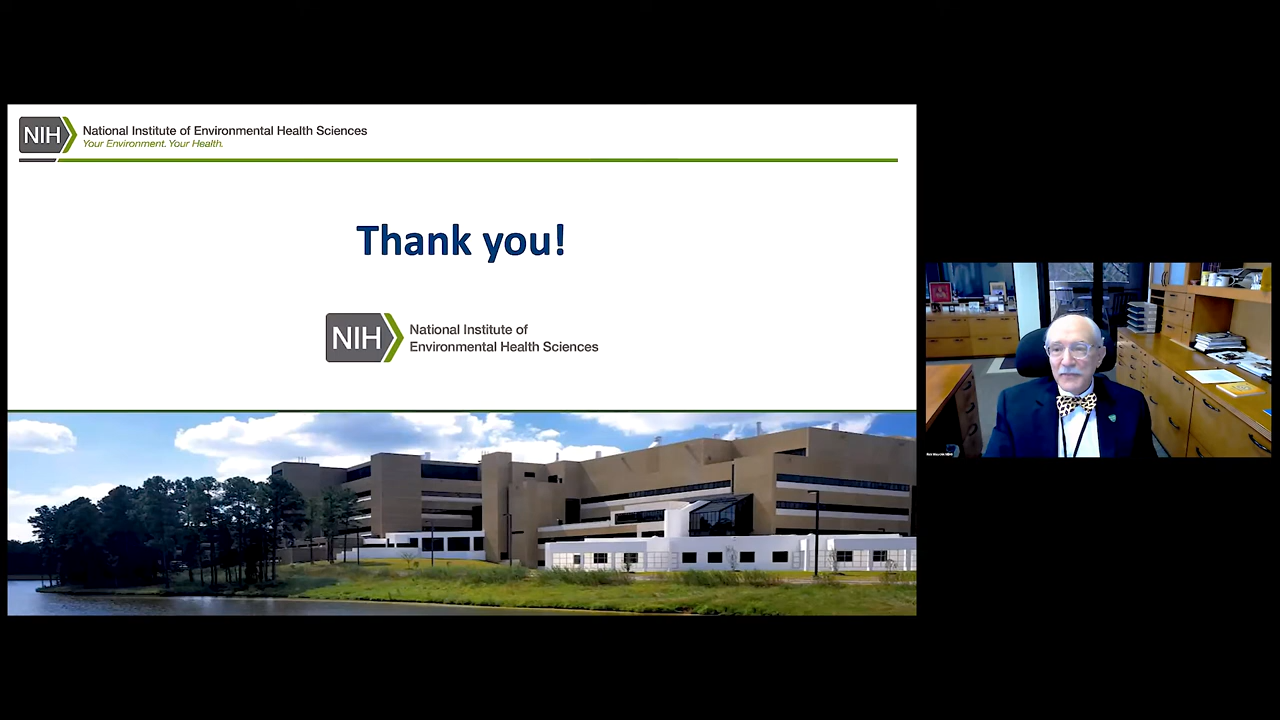 NIH
National Institute of Environmental Health Sciences
Your Environment. Your Health.
Thank you!
NIH
National Institute of
Environmental Health Sciences